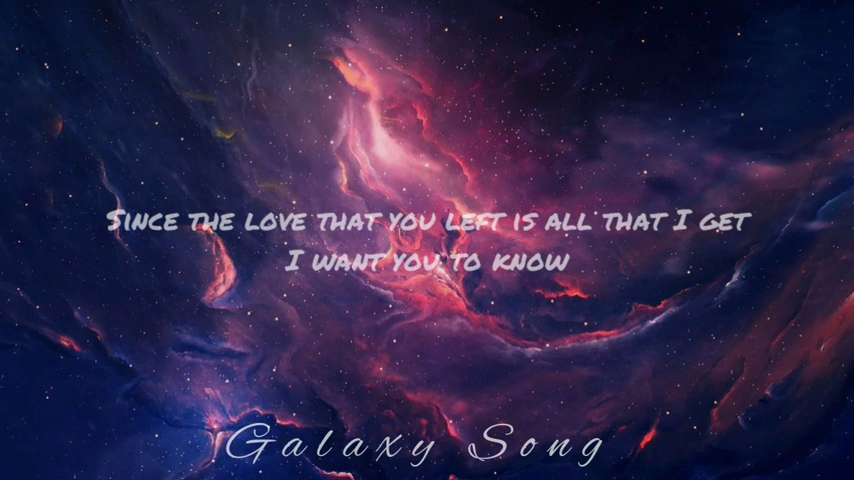 Since the love that you left is all that I get
I want you to know
Galaxy Song